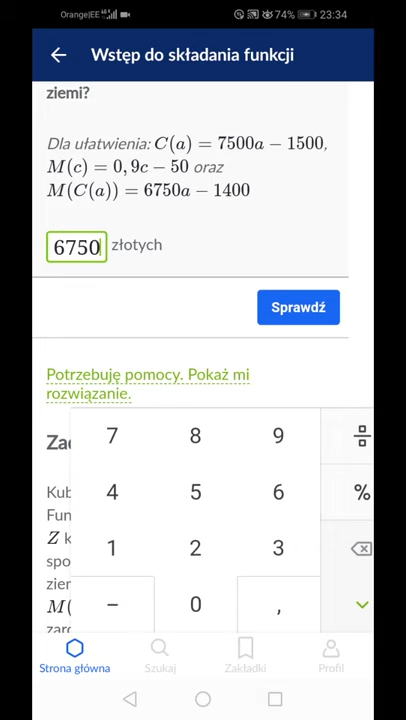 Orange|EE 74% 23:34
Wstęp do składania funkcji
ziemi?
Dla ułatwienia: C(a) = 7500a − 1500,
M(c) = 0,9c − 50 oraz
M(C(a)) = 6750a − 1400
6750 złotych
Sprawdź
Potrzebuję pomocy. Pokaż mi
rozwiązanie.
7 8 9
4 5 6 %
1 2 3
− 0 ,
Kub
Z k
spo
zier
M(
Strona główna Szukaj Zakładki Profil